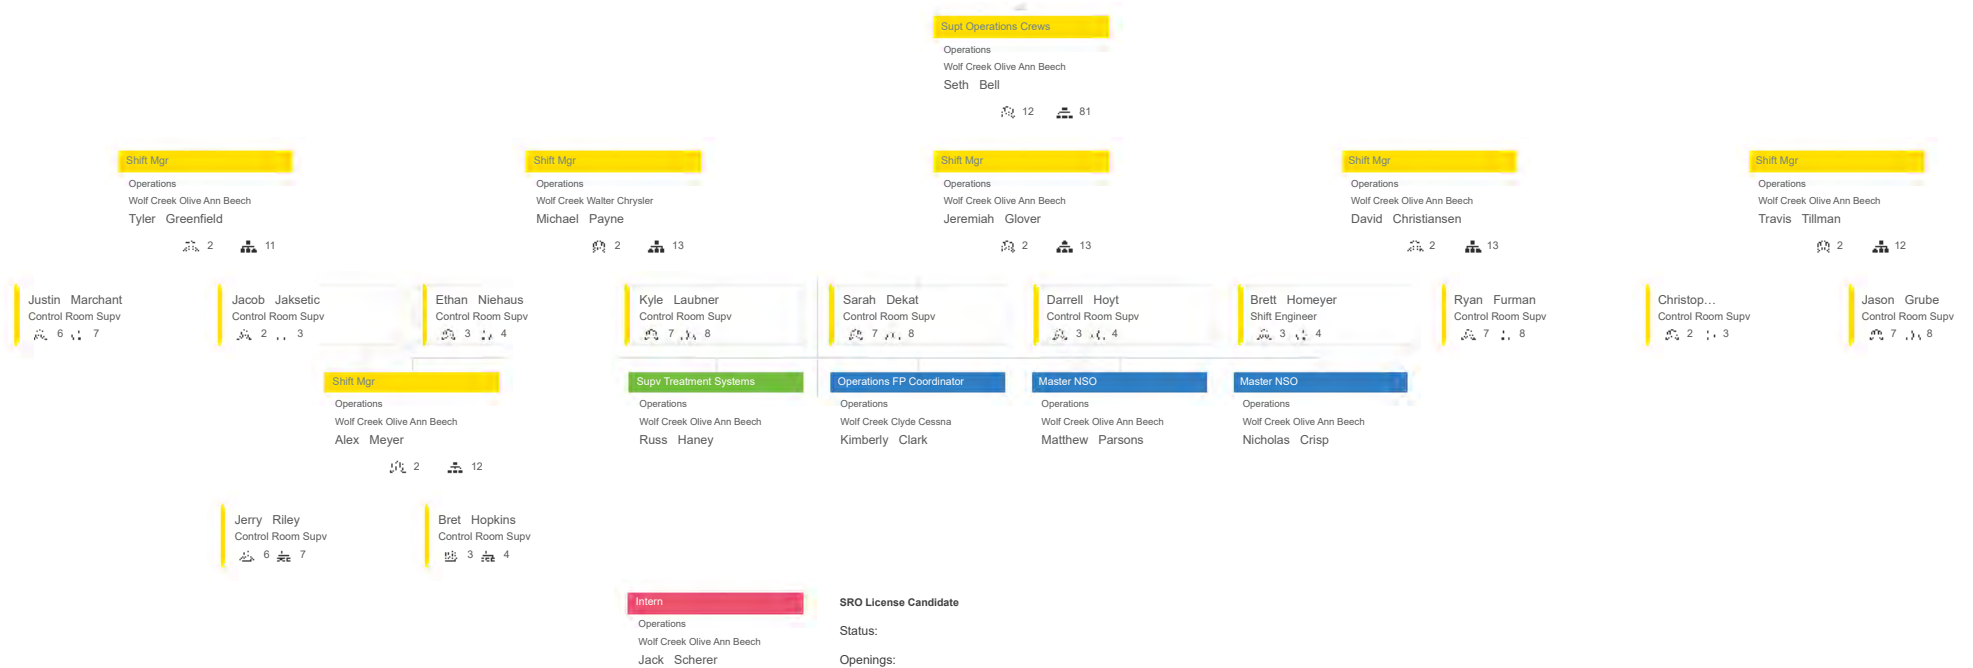 Supt Operations Crews
Operations
Wolf Creek Olive Ann Beech
Seth Bell
12 81
Shift Mgr
Operations
Wolf Creek Olive Ann Beech
Tyler Greenfield
2 11
Shift Mgr
Operations
Wolf Creek Walter Chrysler
Michael Payne
2 13
Shift Mgr
Operations
Wolf Creek Olive Ann Beech
Jeremiah Glover
2 13
Shift Mgr
Operations
Wolf Creek Olive Ann Beech
David Christiansen
2 13
Shift Mgr
Operations
Wolf Creek Olive Ann Beech
Travis Tillman
2 12
Justin Marchant
Control Room Supv
6 7
Jacob Jaksetic
Control Room Supv
2 3
Ethan Niehaus
Control Room Supv
3 4
Kyle Laubner
Control Room Supv
7 8
Sarah Dekat
Control Room Supv
7 8
Darrell Hoyt
Control Room Supv
3 4
Brett Homeyer
Shift Engineer
3 4
Ryan Furman
Control Room Supv
7 8
Christop...
Control Room Supv
2 3
Jason Grube
Control Room Supv
7 8
Shift Mgr
Operations
Wolf Creek Olive Ann Beech
Alex Meyer
2 12
Supv Treatment Systems
Operations
Wolf Creek Olive Ann Beech
Russ Haney
Operations FP Coordinator
Operations
Wolf Creek Clyde Cessna
Kimberly Clark
Master NSO
Operations
Wolf Creek Olive Ann Beech
Matthew Parsons
Master NSO
Operations
Wolf Creek Olive Ann Beech
Nicholas Crisp
Jerry Riley
Control Room Supv
6 7
Bret Hopkins
Control Room Supv
3 4
Intern
Operations
Wolf Creek Olive Ann Beech
Jack Scherer
SRO License Candidate
Status:
Openings: